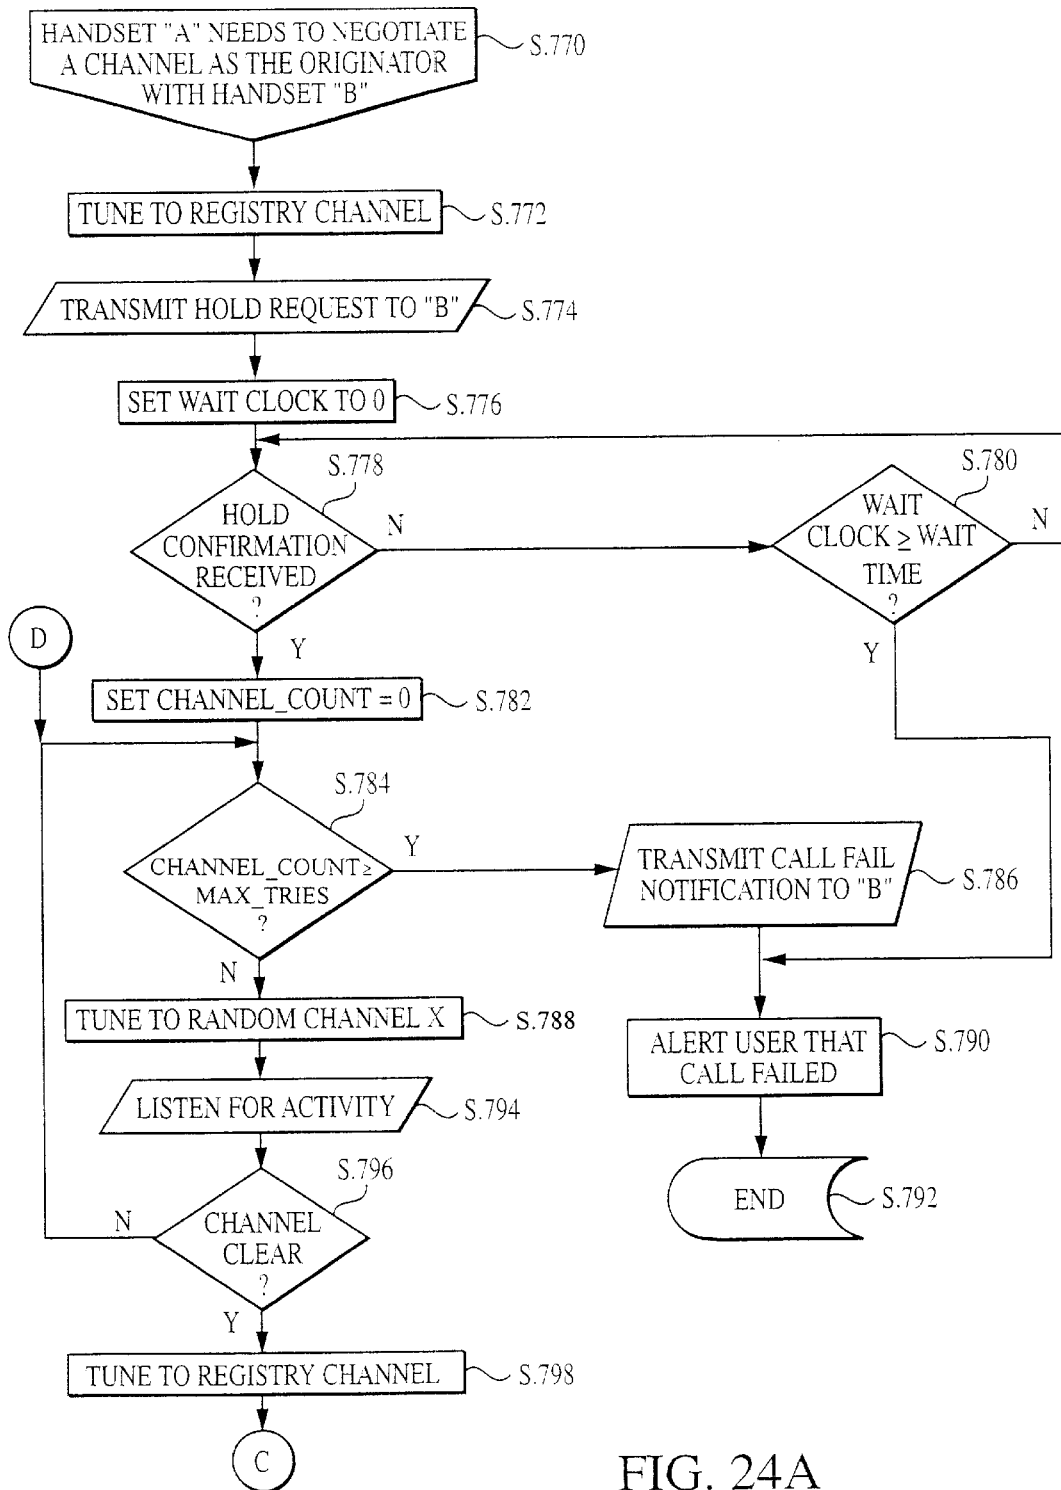 HANDSET "A" NEEDS TO NEGOTIATE
A CHANNEL AS THE ORIGINATOR
WITH HANDSET "B"
S.770
TUNE TO REGISTRY CHANNEL
S.772
TRANSMIT HOLD REQUEST TO "B"
S.774
SET WAIT CLOCK TO 0
S.776
S.778
HOLD
CONFIRMATION
RECEIVED
?
N
Y
S.780
WAIT
CLOCK ≥ WAIT
TIME
?
N
Y
D
SET CHANNEL_COUNT = 0
S.782
S.784
CHANNEL_COUNT ≥
MAX_TRIES
?
Y
N
TRANSMIT CALL FAIL
NOTIFICATION TO "B"
S.786
TUNE TO RANDOM CHANNEL X
S.788
ALERT USER THAT
CALL FAILED
S.790
LISTEN FOR ACTIVITY
S.794
S.796
CHANNEL
CLEAR
?
N
Y
END
S.792
TUNE TO REGISTRY CHANNEL
S.798
C
FIG. 24A